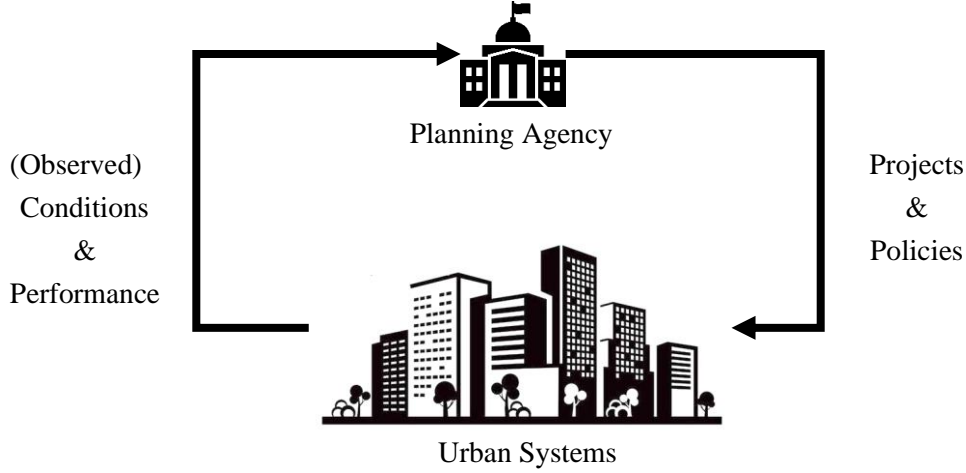 Planning Agency
(Observed)
Conditions
&
Performance
Projects
&
Policies
Urban Systems